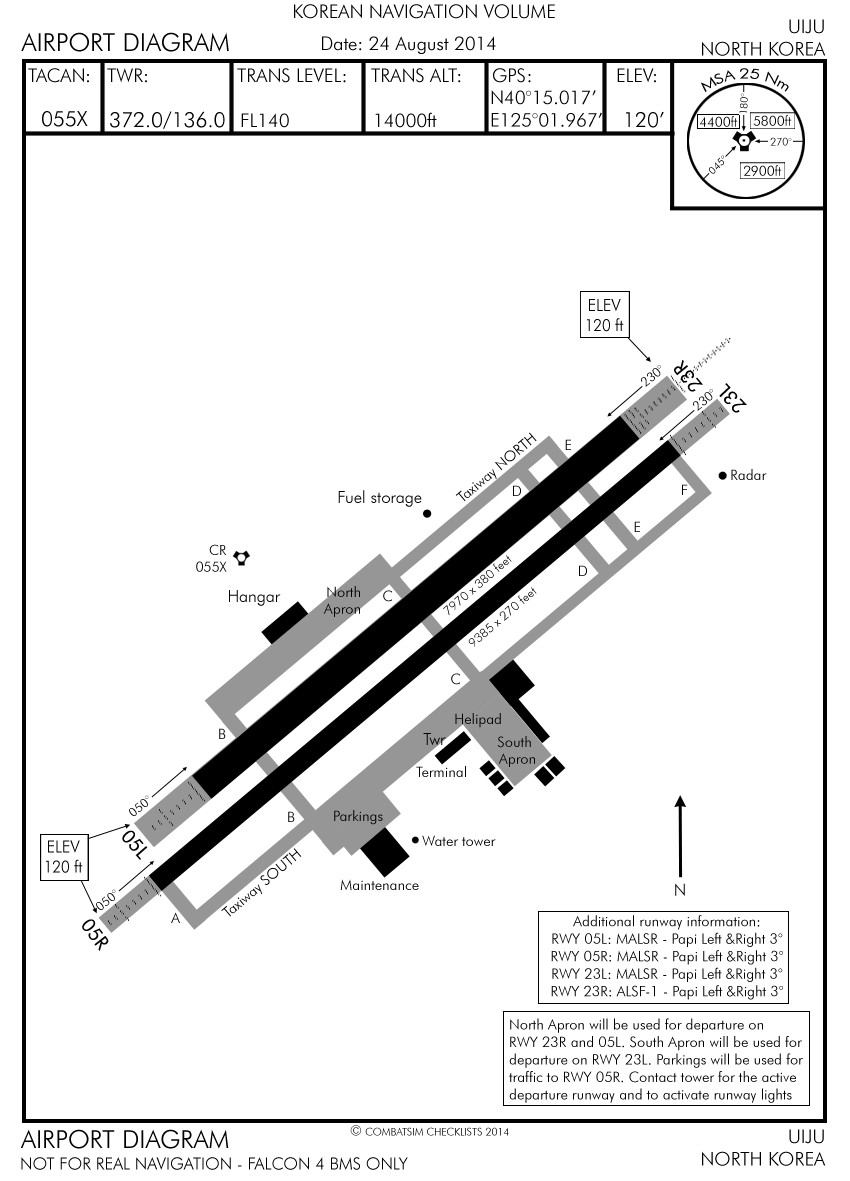 KOREAN NAVIGATION VOLUME
AIRPORT DIAGRAM
Date: 24 August 2014
UIJU
NORTH KOREA
TACAN:
055X
TWR:
372.0/136.0
TRANS LEVEL:
FL140
TRANS ALT:
14000ft
GPS:
N40°15.017’
E125°01.967’
ELEV:
120’
MSA 25 Nm
180°
4400ft
5800ft
270°
045°
2900ft
ELEV
120 ft
230°
23R
230°
23L
Taxiway NORTH
E
D
Radar
F
Fuel storage
E
CR
055X
D
Hangar
North
Apron
C
7970 x 380 feet
9385 x 270 feet
C
B
Helipad
Twr
South
Apron
Terminal
050°
05L
B
Parkings
Water tower
Maintenance
ELEV
120 ft
050°
05R
A
Taxiway SOUTH
N
Additional runway information:
RWY 05L: MALSR - Papi Left &Right 3°
RWY 05R: MALSR - Papi Left &Right 3°
RWY 23L: MALSR - Papi Left &Right 3°
RWY 23R: ALSF-1 - Papi Left &Right 3°
North Apron will be used for departure on
RWY 23R and 05L. South Apron will be used for
departure on RWY 23L. Parkings will be used for
traffic to RWY 05R. Contact tower for the active
departure runway and to activate runway lights
AIRPORT DIAGRAM
NOT FOR REAL NAVIGATION - FALCON 4 BMS ONLY
© COMBATSIM CHECKLISTS 2014
UIJU
NORTH KOREA